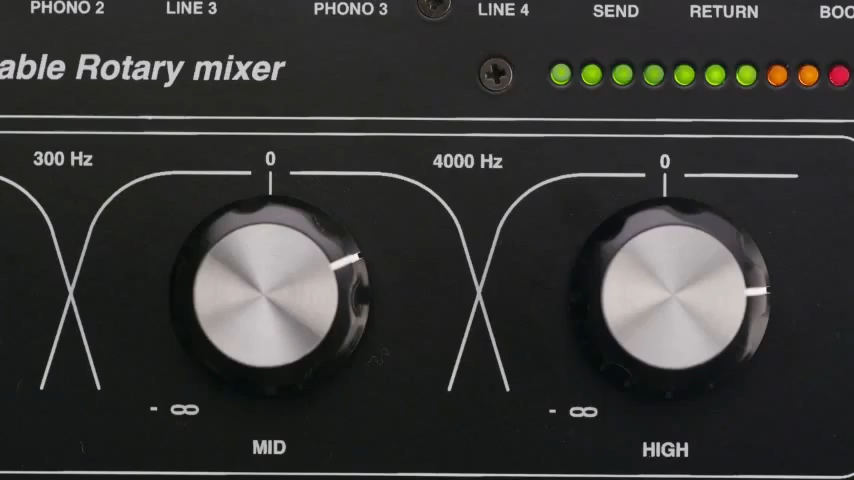 PHONO 2 LINE 3 PHONO 3 LINE 4 SEND RETURN BOO
able Rotary mixer
300 Hz 0 4000 Hz 0
- ∞ - ∞
MID HIGH